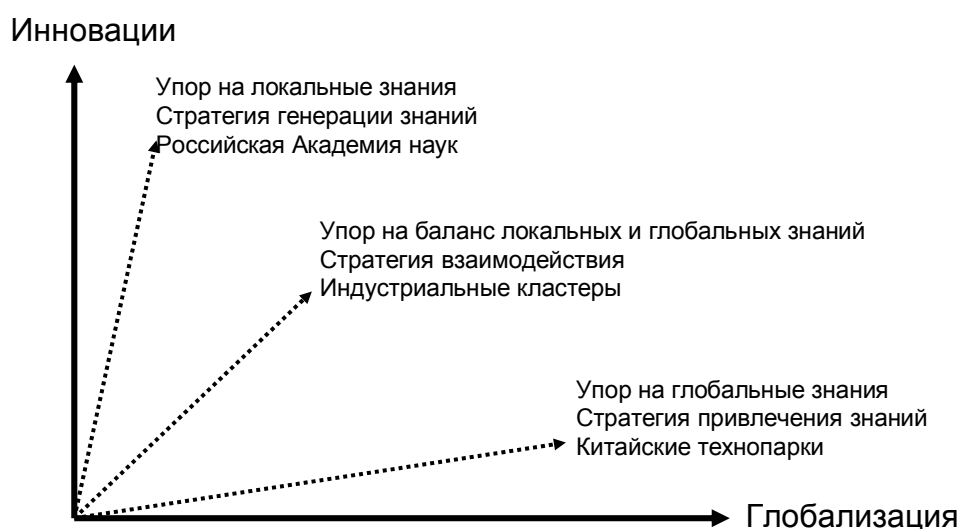 Инновации
Упор на локальные знания
Стратегия генерации знаний
Российская Академия наук
Упор на баланс локальных и глобальных знаний
Стратегия взаимодействия
Индустриальные кластеры
Упор на глобальные знания
Стратегия привлечения знаний
Китайские технопарки
Глобализация